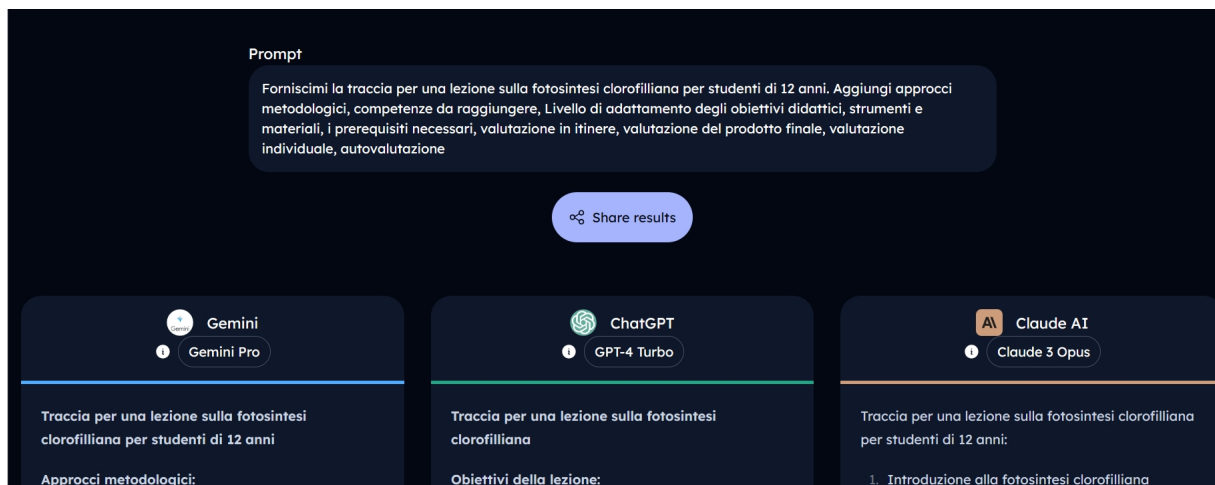 Prompt
Forniscimi la traccia per una lezione sulla fotosintesi clorofilliana per studenti di 12 anni. Aggiungi approcci
metodologici, competenze da raggiungere, Livello di adattamento degli obiettivi didattici, strumenti e
materiali, i prerequisiti necessari, valutazione in itinere, valutazione del prodotto finale, valutazione
individuale, autovalutazione
Share results
Gemini
Gemini
i
Gemini Pro
Traccia per una lezione sulla fotosintesi
clorofilliana per studenti di 12 anni
Approcci metodologici:
ChatGPT
i
GPT-4 Turbo
Traccia per una lezione sulla fotosintesi
clorofilliana
Obiettivi della lezione:
A\
Claude AI
i
Claude 3 Opus
Traccia per una lezione sulla fotosintesi clorofilliana
per studenti di 12 anni:
1. Introduzione alla fotosintesi clorofilliana